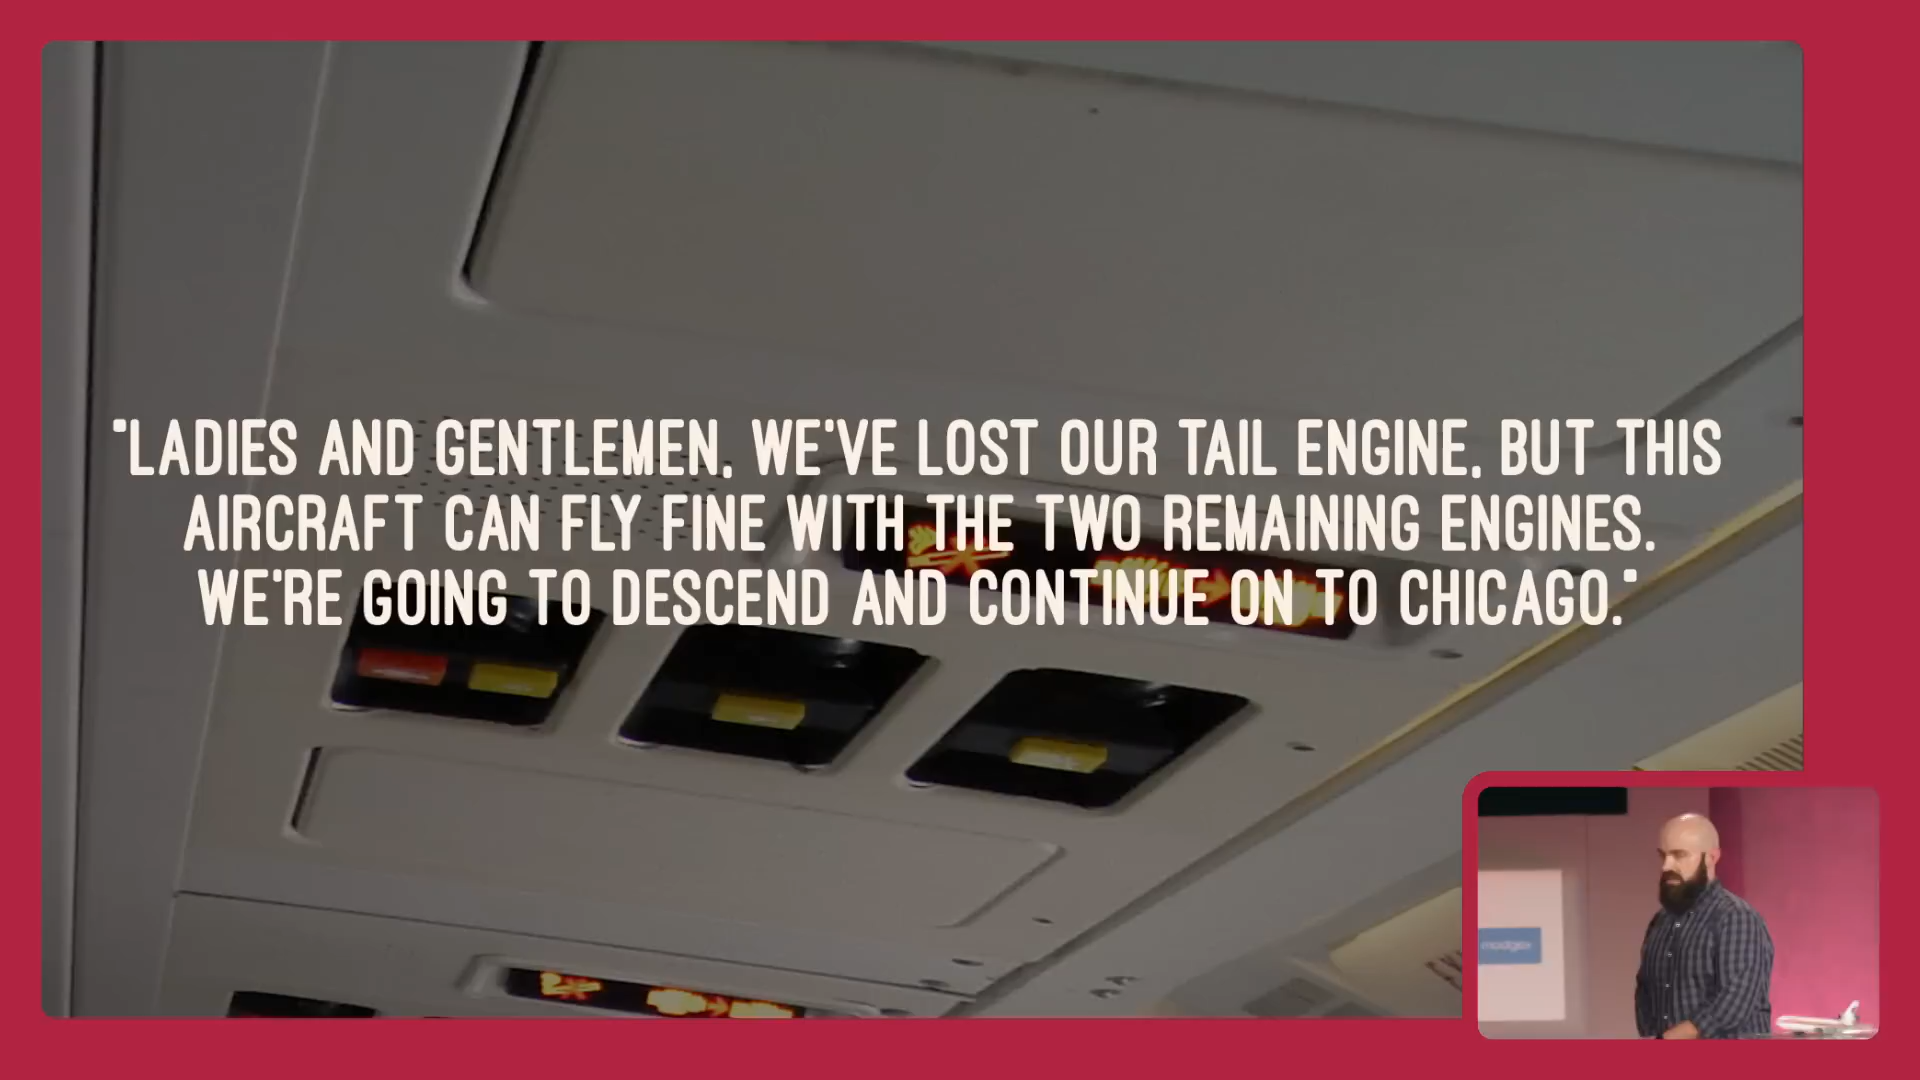 "LADIES AND GENTLEMEN, WE'VE LOST OUR TAIL ENGINE, BUT THIS
AIRCRAFT CAN FLY FINE WITH THE TWO REMAINING ENGINES.
WE'RE GOING TO DESCEND AND CONTINUE ON TO CHICAGO."